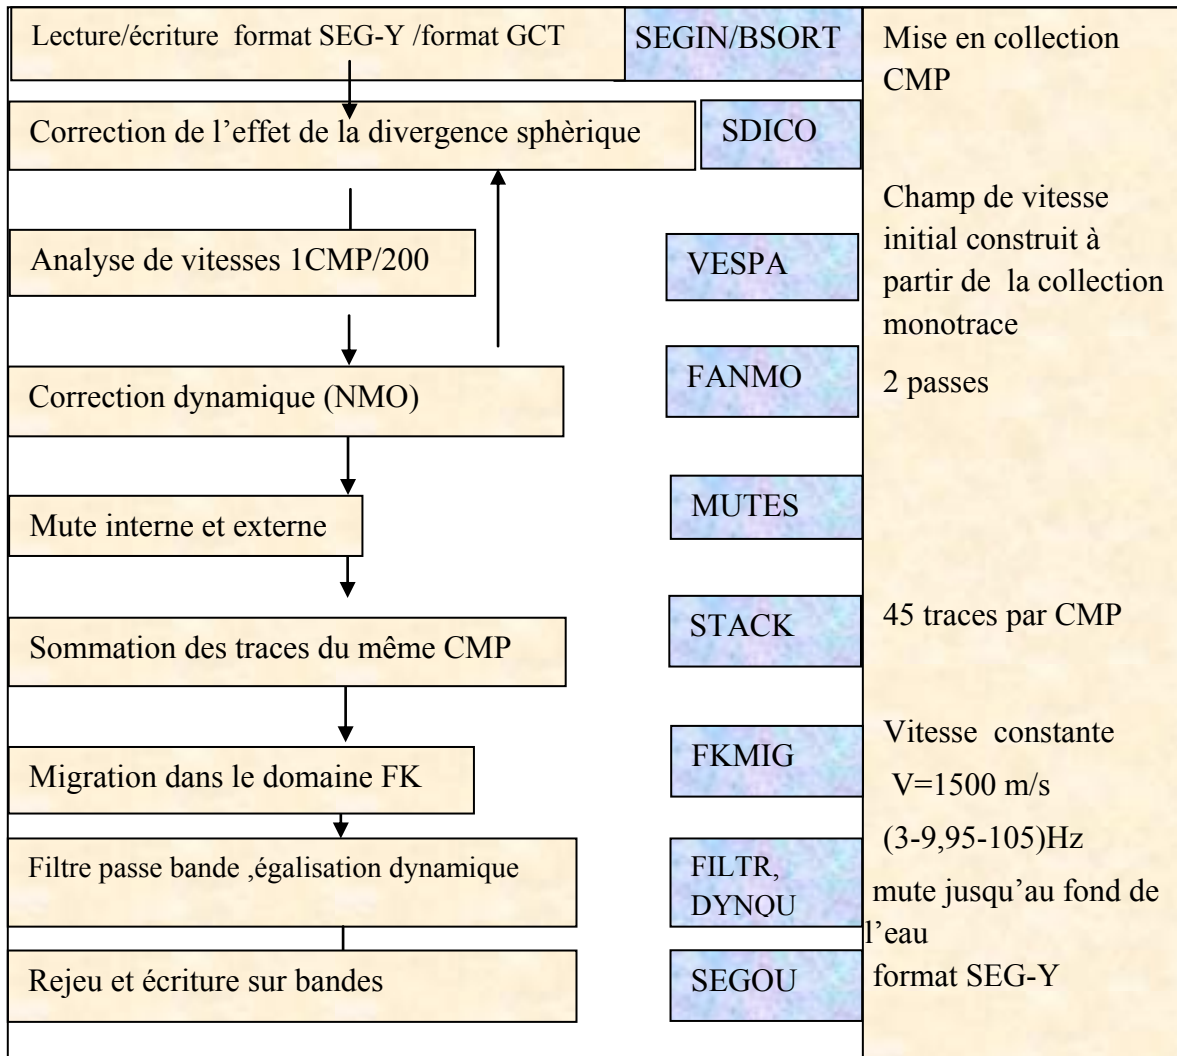 Lecture/écriture format SEG-Y /format GCT
SEGIN/BSORT
Mise en collection
CMP
Correction de l’effet de la divergence sphèrique
SDICO
Analyse de vitesses 1CMP/200
VESPA
Champ de vitesse
initial construit à
partir de la collection
monotrace
Correction dynamique (NMO)
FANMO
2 passes
Mute interne et externe
MUTES
Sommation des traces du même CMP
STACK
45 traces par CMP
Migration dans le domaine FK
FKMIG
Vitesse constante
V=1500 m/s
Filtre passe bande ,égalisation dynamique
FILTR,
DYNQU
(3-9,95-105)Hz
mute jusqu’au fond de
l’eau
Rejeu et écriture sur bandes
SEGOU
format SEG-Y